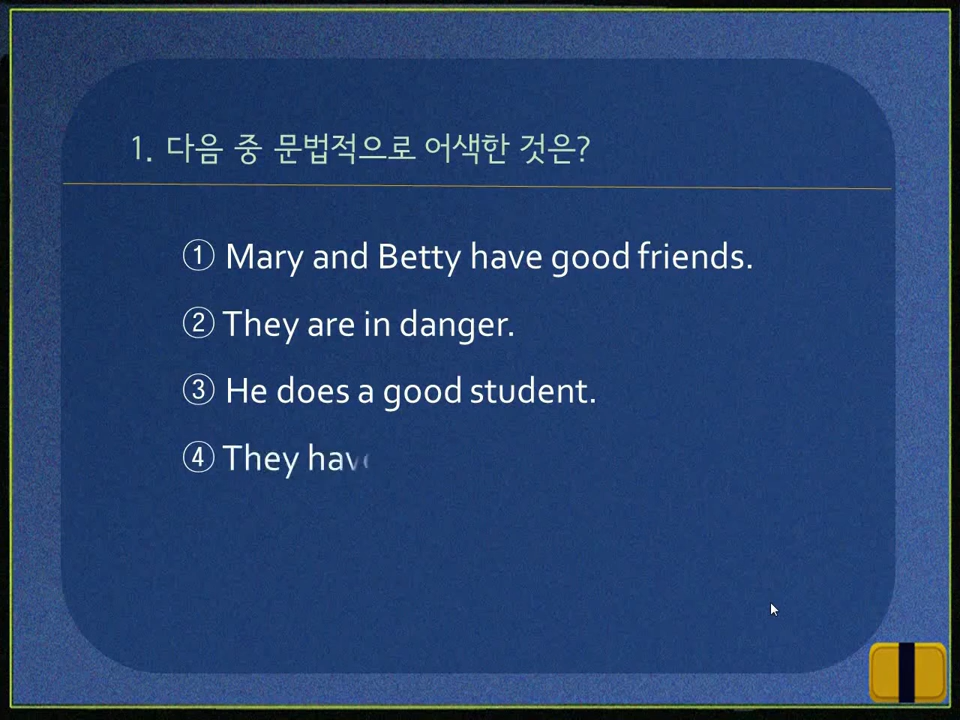 1. 다음 중 문법적으로 어색한 것은?
① Mary and Betty have good friends.
② They are in danger.
③ He does a good student.
④ They have